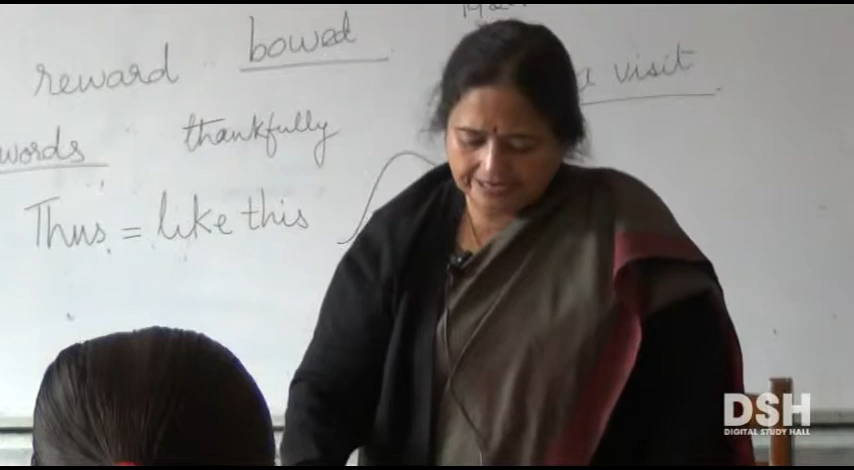 reward bowed
a visit
words thankfully
Thus = like this
DSH
DIGITAL STUDY HALL